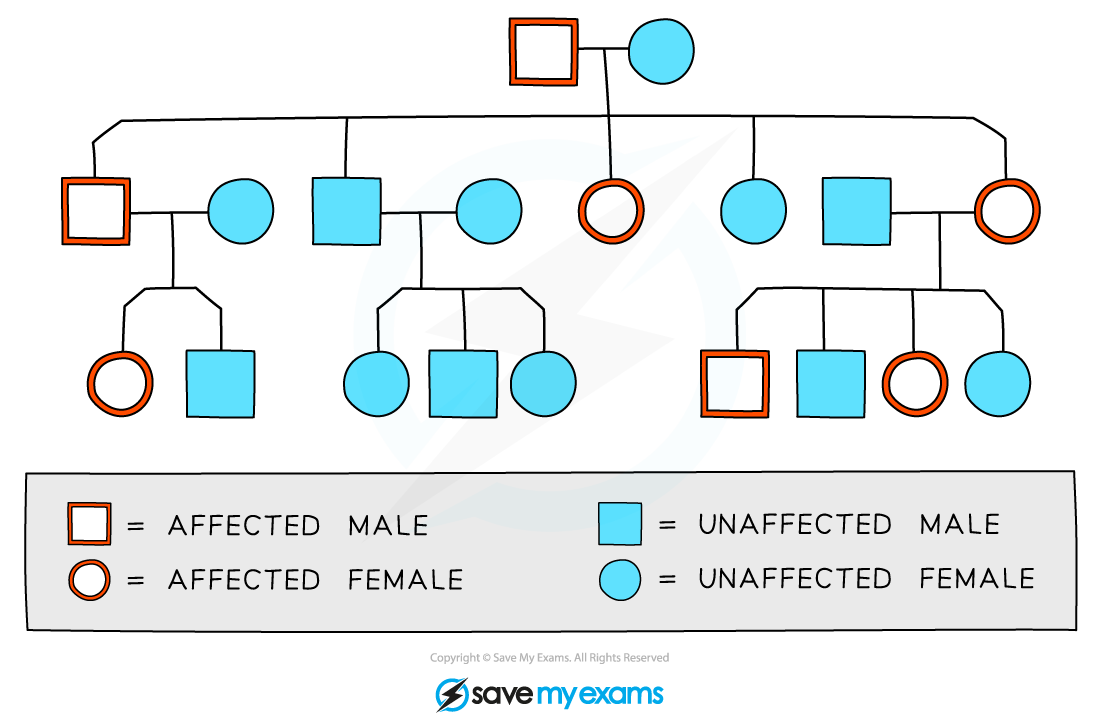 = AFFECTED MALE
= UNAFFECTED MALE
= AFFECTED FEMALE
= UNAFFECTED FEMALE
Copyright © Save My Exams. All Rights Reserved
save my exams